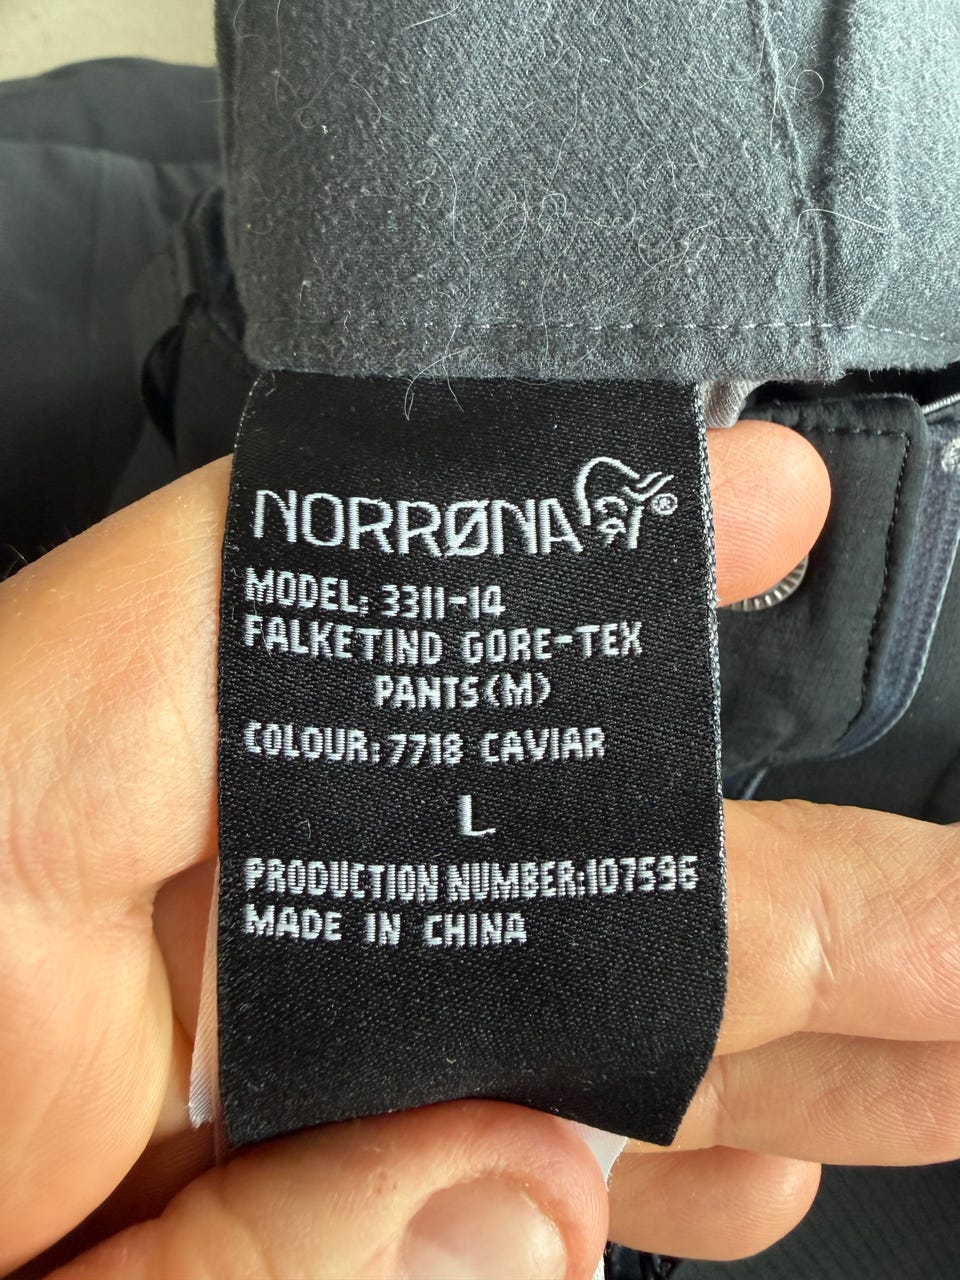 NORRØNA®
MODEL: 3311-14
FALKETIND GORE-TEX
PANTS(M)
COLOUR: 7718 CAVIAR
L
PRODUCTION NUMBER:107596
MADE IN CHINA